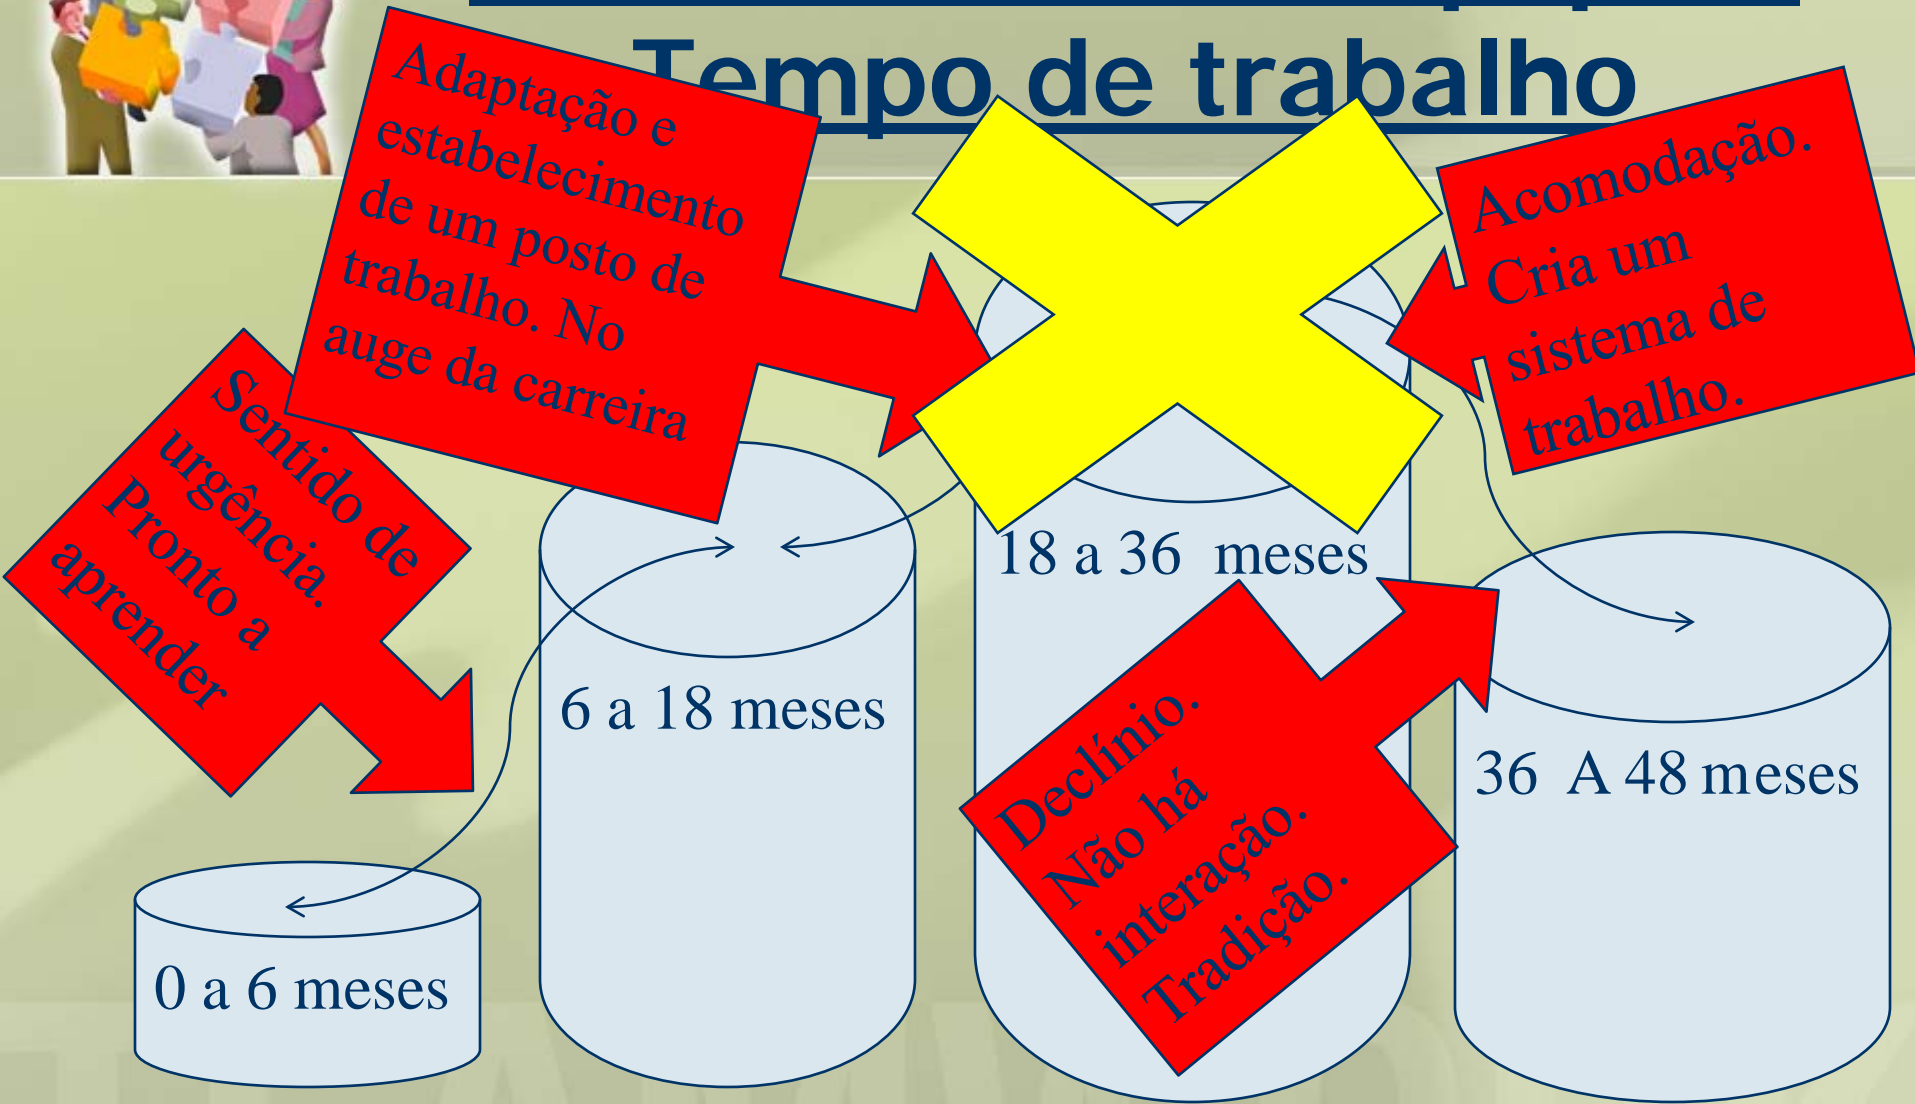 Tempo de trabalho
Adaptação e
estabelecimento
de um posto de
trabalho. No
auge da carreira
Acomodação.
Cria um
sistema de
trabalho.
Sentido de
urgência.
Pronto a
aprender
18 a 36 meses
6 a 18 meses
Declínio.
Não há
interação.
Tradição.
36 A 48 meses
0 a 6 meses